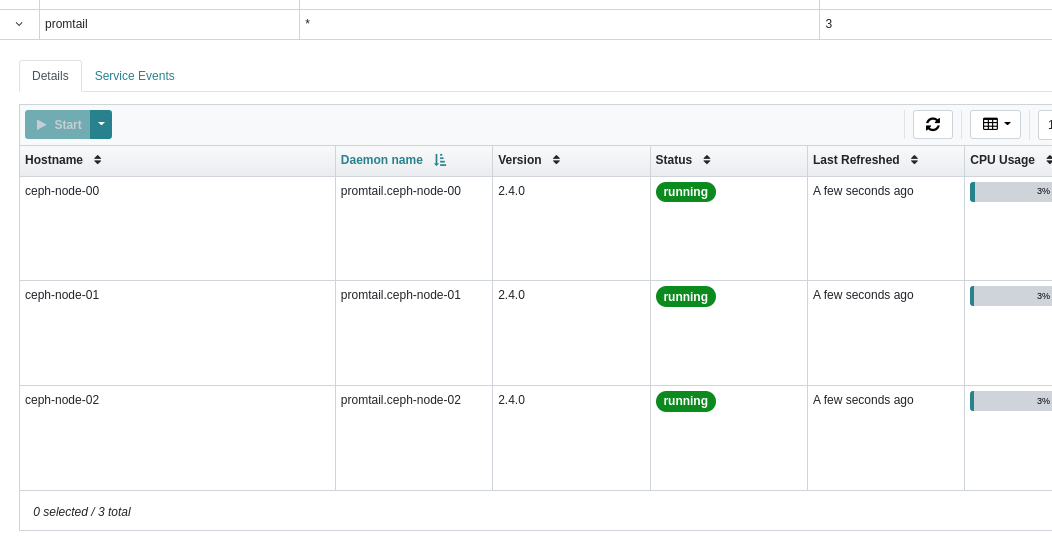 promtail * 3
Details Service Events
Start 1
Hostname Daemon name Version Status Last Refreshed CPU Usage
ceph-node-00 promtail.ceph-node-00 2.4.0 running A few seconds ago 3%
ceph-node-01 promtail.ceph-node-01 2.4.0 running A few seconds ago 3%
ceph-node-02 promtail.ceph-node-02 2.4.0 running A few seconds ago 3%
0 selected / 3 total